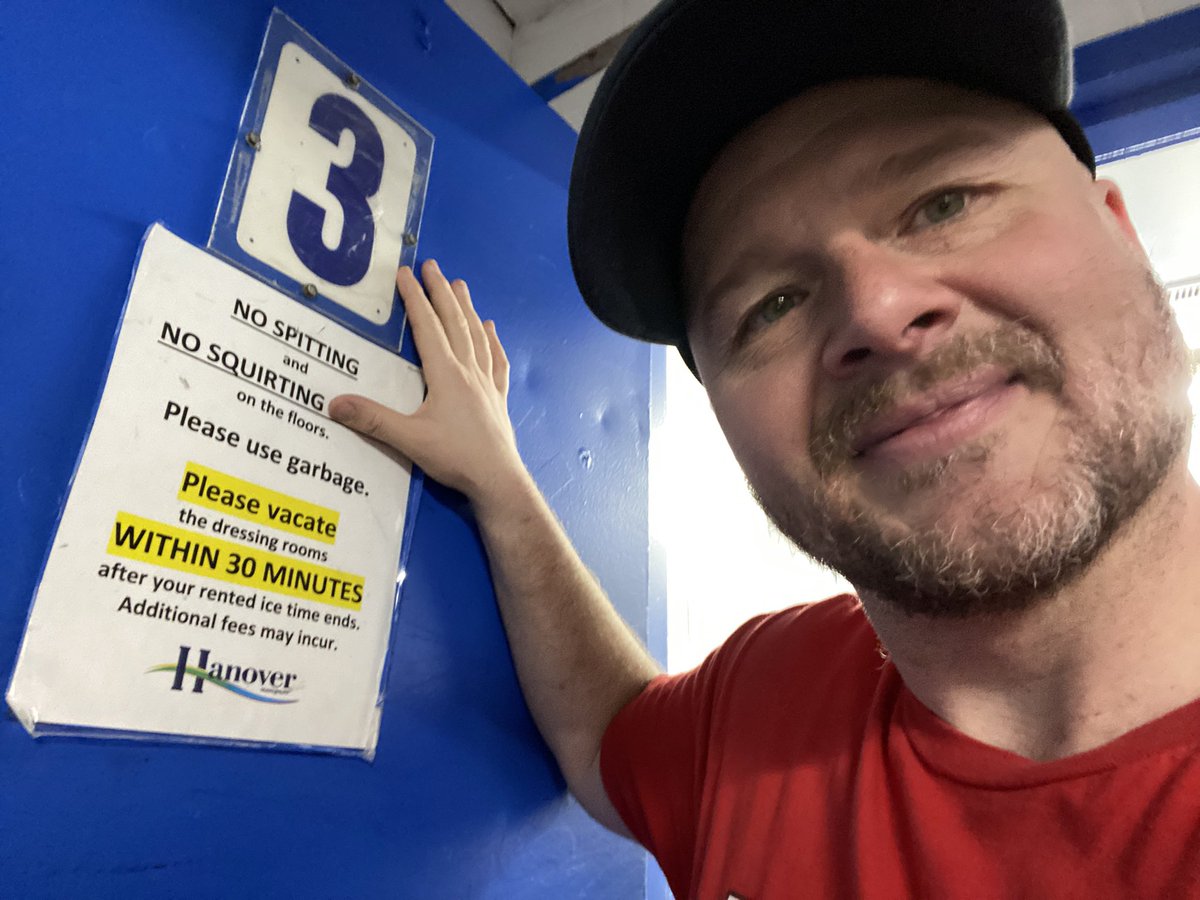 3
NO SPITTING
and
NO SQUIRTING
on the floors.
Please use garbage.
Please vacate
the dressing rooms
WITHIN 30 MINUTES
after your rented ice time ends.
Additional fees may incur.
Hanover